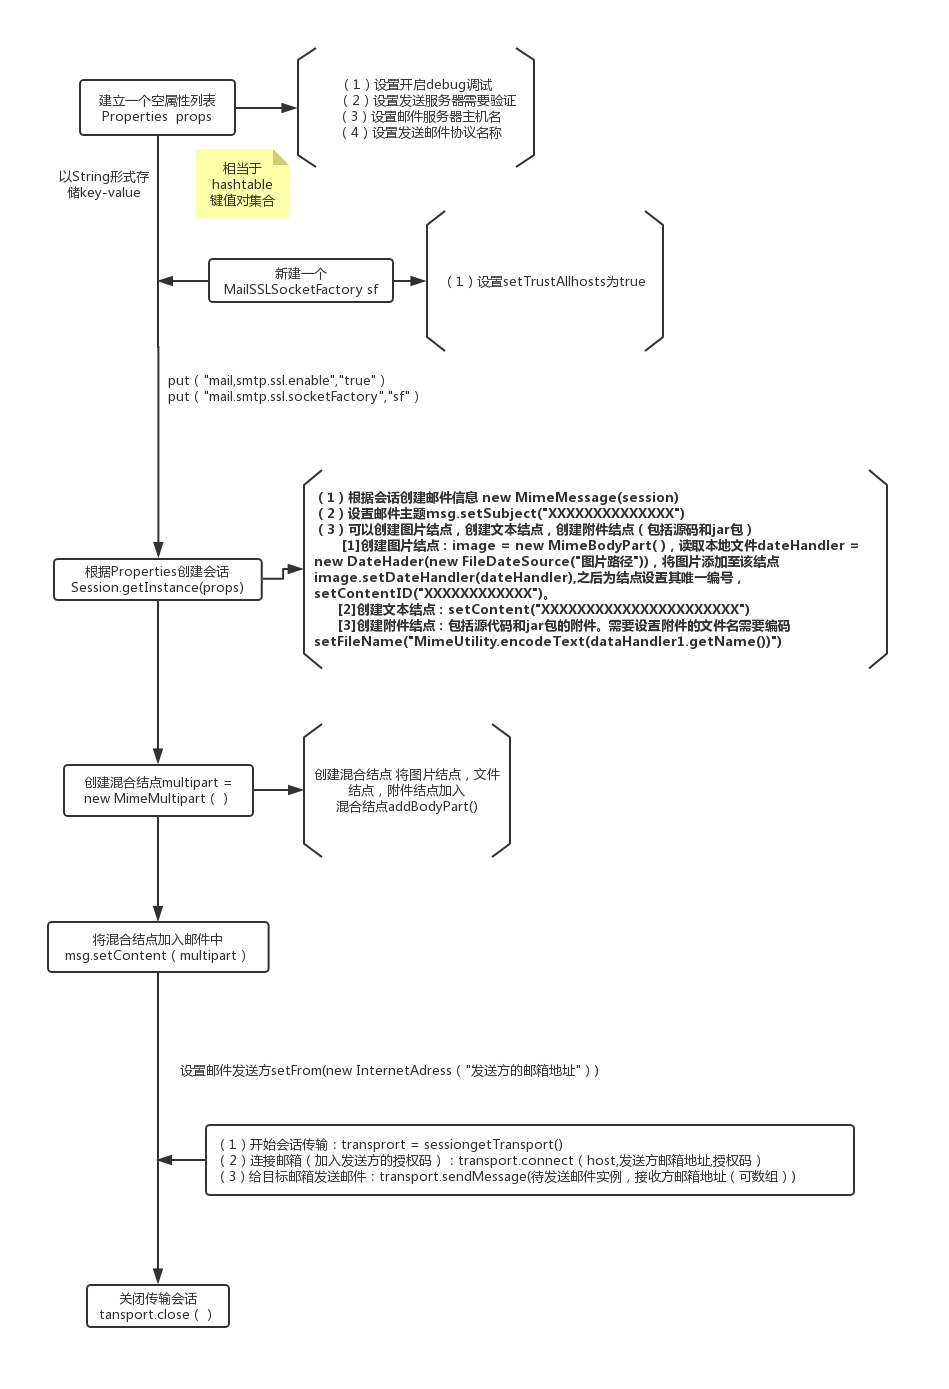 建立一个空属性列表
Properties  props
（1）设置开启debug调试
（2）设置发送服务器需要验证
（3）设置邮件服务器主机名
（4）设置发送邮件协议名称
以String形式存
储key-value
相当于
hashtable
键值对集合
新建一个
MailSSLSocketFactory sf
（1）设置setTrustAllhosts为true
put（"mail,smtp.ssl.enable","true"）
put（"mail.smtp.ssl.socketFactory","sf"）
根据Properties创建会话
Session.getInstance(props)
（1）根据会话创建邮件信息 new MimeMessage(session)
（2）设置邮件主题msg.setSubject("XXXXXXXXXXXXXX")
（3）可以创建图片结点，创建文本结点，创建附件结点（包括源码和jar包）
[1]创建图片结点：image = new MimeBodyPart( )，读取本地文件dateHandler =
new DateHader(new FileDateSource("图片路径"))，将图片添加至该结点
image.setDateHandler(dateHandler),之后为结点设置其唯一编号，
setContentID("XXXXXXXXXXXX")。
[2]创建文本结点：setContent("XXXXXXXXXXXXXXXXXXXXXX")
[3]创建附件结点：包括源代码和jar包的附件。需要设置附件的文件名需要编码
setFileName("MimeUtility.encodeText(dataHandler1.getName())")
创建混合结点multipart =
new MimeMultipart（ ）
创建混合结点 将图片结点，文件
结点，附件结点加入
混合结点addBodyPart()
将混合结点加入邮件中
msg.setContent（multipart）
设置邮件发送方setFrom(new InternetAdress（"发送方的邮箱地址"）)
（1）开始会话传输：transprort = sessiongetTransport()
（2）连接邮箱（加入发送方的授权码）：transport.connect（host,发送方邮箱地址,授权码）
（3）给目标邮箱发送邮件：transport.sendMessage(待发送邮件实例，接收方邮箱地址（可数组）)
关闭传输会话
tansport.close（ ）